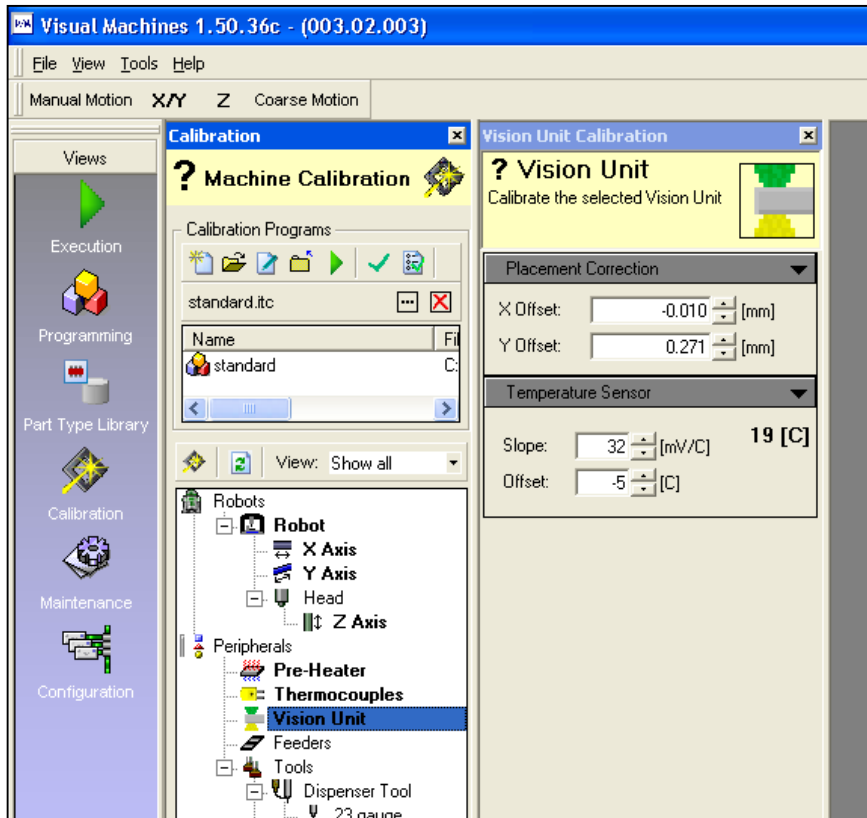 Visual Machines 1.50.36c - (003.02.003)
File View Tools Help
Manual Motion X/Y Z Coarse Motion
Views
Execution
Programming
Part Type Library
Calibration
Maintenance
Configuration
Calibration
? Machine Calibration
Calibration Programs
standard.itc
Name Fil
standard C:
View: Show all
Robots
Robot
X Axis
Y Axis
Head
Z Axis
Peripherals
Pre-Heater
Thermocouples
Vision Unit
Feeders
Tools
Dispenser Tool
23 gauge
Vision Unit Calibration
? Vision Unit
Calibrate the selected Vision Unit
Placement Correction
X Offset: -0.010 [mm]
Y Offset: 0.271 [mm]
Temperature Sensor
19 [C]
Slope: 32 [mV/C]
Offset: -5 [C]